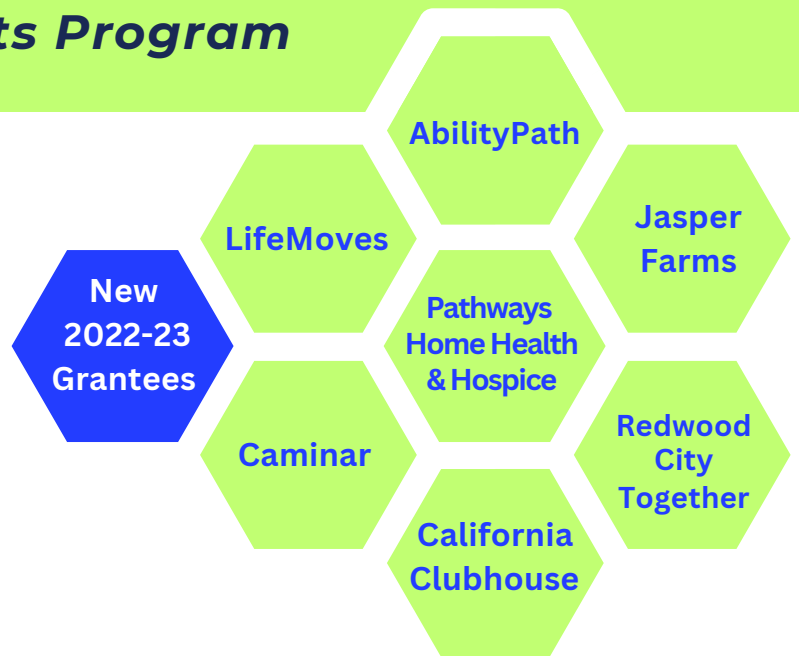 ts Program
AbilityPath
LifeMoves
Jasper
Farms
New
2022-23
Grantees
Pathways
Home Health
& Hospice
Caminar
Redwood
City
Together
California
Clubhouse